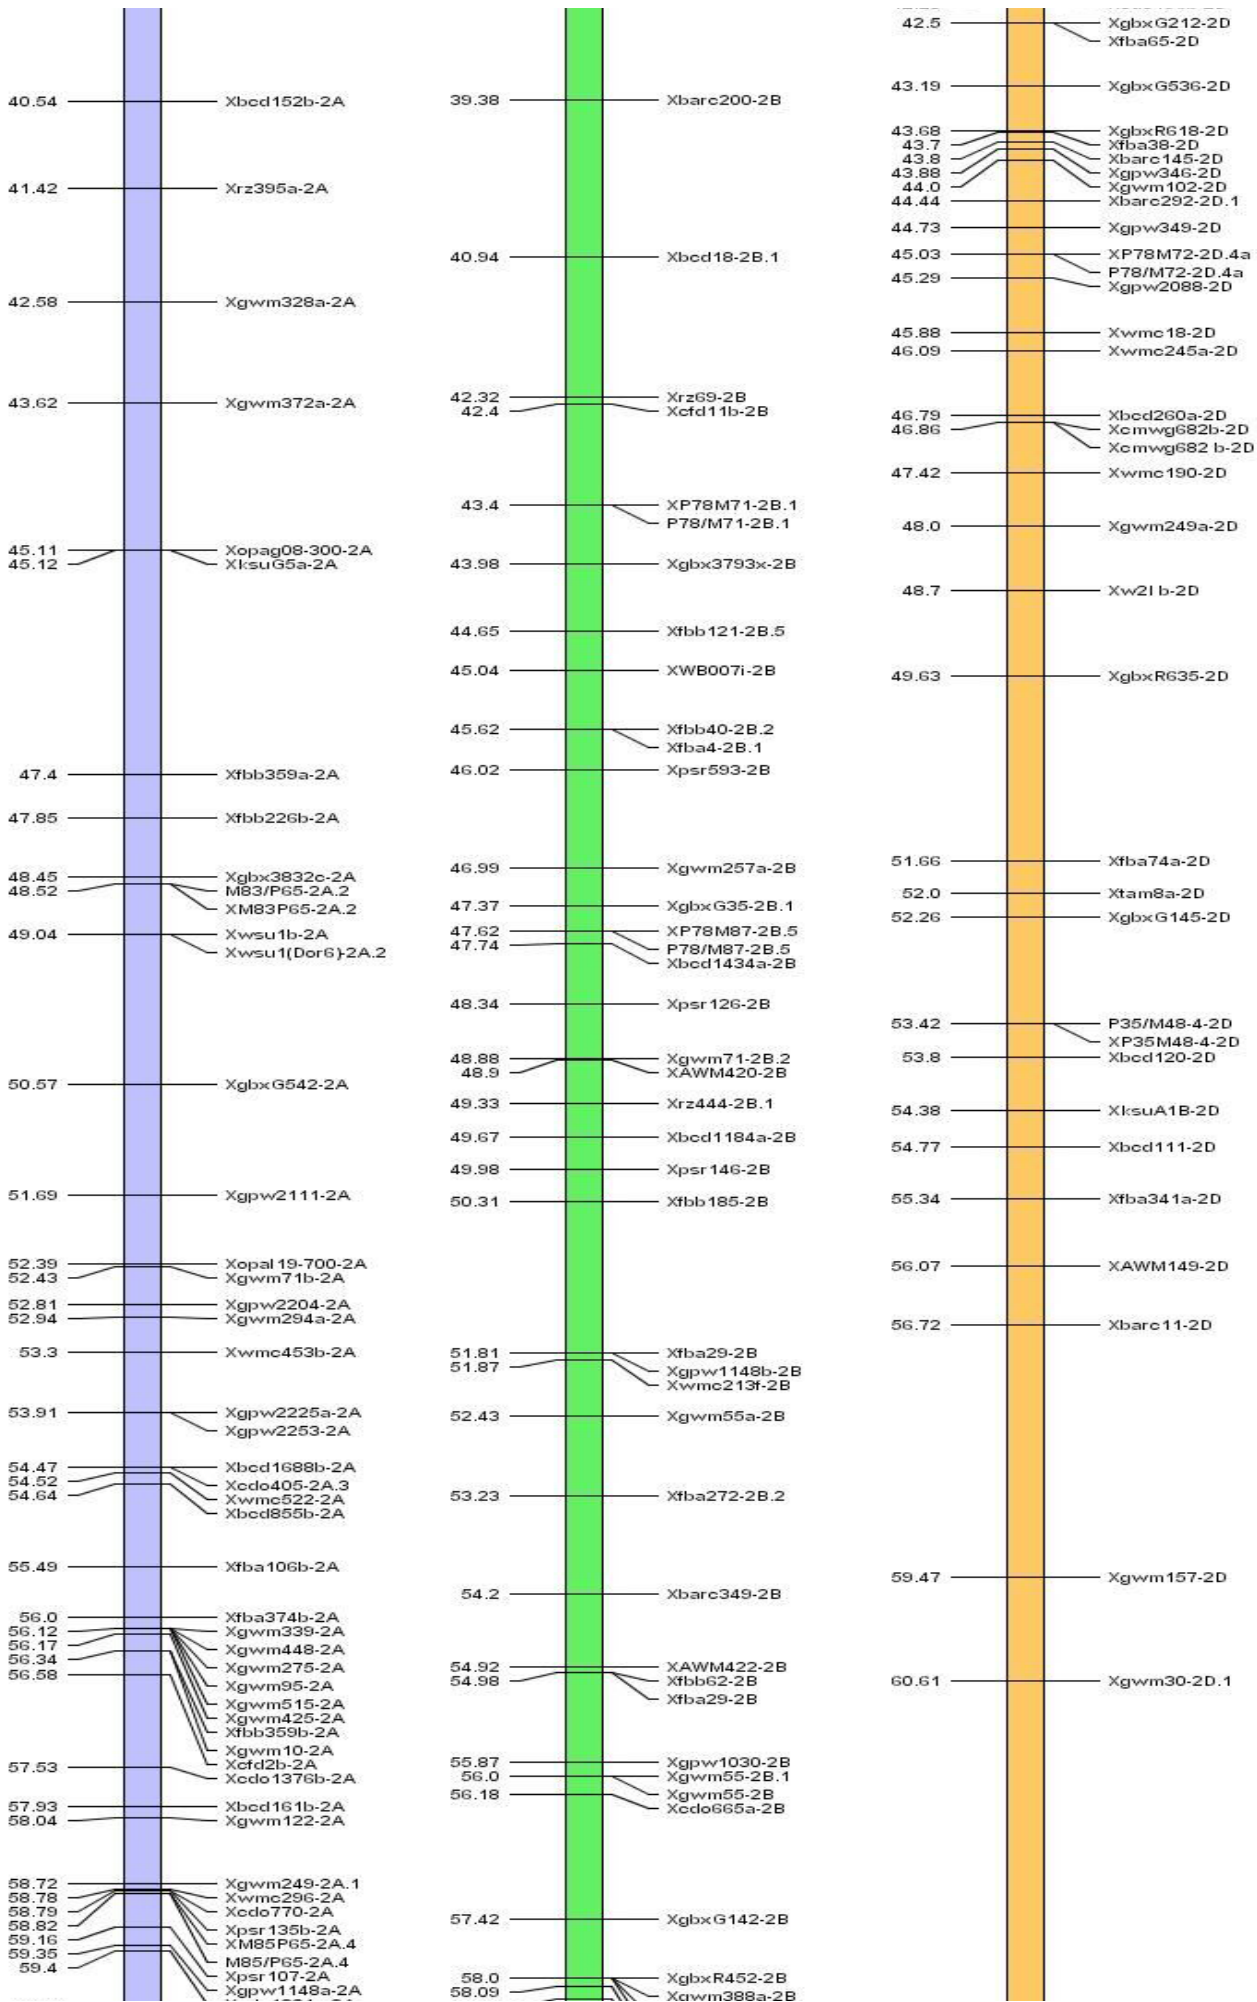 40.54 Xbcd152b-2A
41.42 Xrz395a-2A
42.58 Xgwm328a-2A
43.62 Xgwm372a-2A
45.11 Xopag08-300-2A
45.12 XksuG5a-2A
47.4 Xfbb359a-2A
47.85 Xfbb226b-2A
48.45 Xgbx3832c-2A
48.52 M83/P65-2A.2
XM83P65-2A.2
49.04 Xwsu1b-2A
Xwsu1(Dor6)-2A.2
50.57 XgbxG542-2A
51.69 Xgpw2111-2A
52.39 Xopal19-700-2A
52.43 Xgwm71b-2A
52.81 Xgpw2204-2A
52.94 Xgwm294a-2A
53.3 Xwmc453b-2A
53.91 Xgpw2225a-2A
Xgpw2253-2A
54.47 Xbcd1688b-2A
54.52 Xcdo405-2A.3
54.64 Xwmc522-2A
Xbcd855b-2A
55.49 Xfba106b-2A
56.0 Xfba374b-2A
56.12 Xgwm339-2A
56.17 Xgwm448-2A
56.34 Xgwm275-2A
56.58 Xgwm95-2A
Xgwm515-2A
Xgwm425-2A
Xfbb359b-2A
Xgwm10-2A
Xcfd2b-2A
57.53 Xcdo1376b-2A
57.93 Xbcd161b-2A
58.04 Xgwm122-2A
58.72 Xgwm249-2A.1
58.78 Xwmc296-2A
58.79 Xcdo770-2A
58.82 Xpsr135b-2A
59.16 XM85P65-2A.4
59.35 M85/P65-2A.4
59.4 Xpsr107-2A
Xgpw1148a-2A
39.38 Xbarc200-2B
40.94 Xbcd18-2B.1
42.32 Xrz69-2B
42.4 Xcfd11b-2B
43.4 XP78M71-2B.1
P78/M71-2B.1
43.98 Xgbx3793x-2B
44.65 Xfbb121-2B.5
45.04 XWB007i-2B
45.62 Xfbb40-2B.2
Xfba4-2B.1
46.02 Xpsr593-2B
46.99 Xgwm257a-2B
47.37 XgbxG35-2B.1
47.62 XP78M87-2B.5
47.74 P78/M87-2B.5
Xbcd1434a-2B
48.34 Xpsr126-2B
48.88 Xgwm71-2B.2
48.9 XAWM420-2B
49.33 Xrz444-2B.1
49.67 Xbcd1184a-2B
49.98 Xpsr146-2B
50.31 Xfbb185-2B
51.81 Xfba29-2B
51.87 Xgpw1148b-2B
Xwmc213f-2B
52.43 Xgwm55a-2B
53.23 Xfba272-2B.2
54.2 Xbarc349-2B
54.92 XAWM422-2B
54.98 Xfbb62-2B
Xfba29-2B
55.87 Xgpw1030-2B
56.0 Xgwm55-2B.1
56.18 Xgwm55-2B
Xcdo665a-2B
57.42 XgbxG142-2B
58.0 XgbxR452-2B
58.09 Xgwm388a-2B
42.5 XgbxG212-2D
Xfba65-2D
43.19 XgbxG536-2D
43.68 XgbxR618-2D
43.7 Xfba38-2D
43.8 Xbarc145-2D
43.88 Xgpw346-2D
44.0 Xgwm102-2D
44.44 Xbarc292-2D.1
44.73 Xgpw349-2D
45.03 XP78M72-2D.4a
P78/M72-2D.4a
45.29 Xgpw2088-2D
45.88 Xwmc18-2D
46.09 Xwmc245a-2D
46.79 Xbcd260a-2D
46.86 Xcmwg682b-2D
Xcmwg682 b-2D
47.42 Xwmc190-2D
48.0 Xgwm249a-2D
48.7 Xw2l b-2D
49.63 XgbxR635-2D
51.66 Xfba74a-2D
52.0 Xtam8a-2D
52.26 XgbxG145-2D
53.42 P35/M48-4-2D
XP35M48-4-2D
53.8 Xbcd120-2D
54.38 XksuA1B-2D
54.77 Xbcd111-2D
55.34 Xfba341a-2D
56.07 XAWM149-2D
56.72 Xbarc11-2D
59.47 Xgwm157-2D
60.61 Xgwm30-2D.1